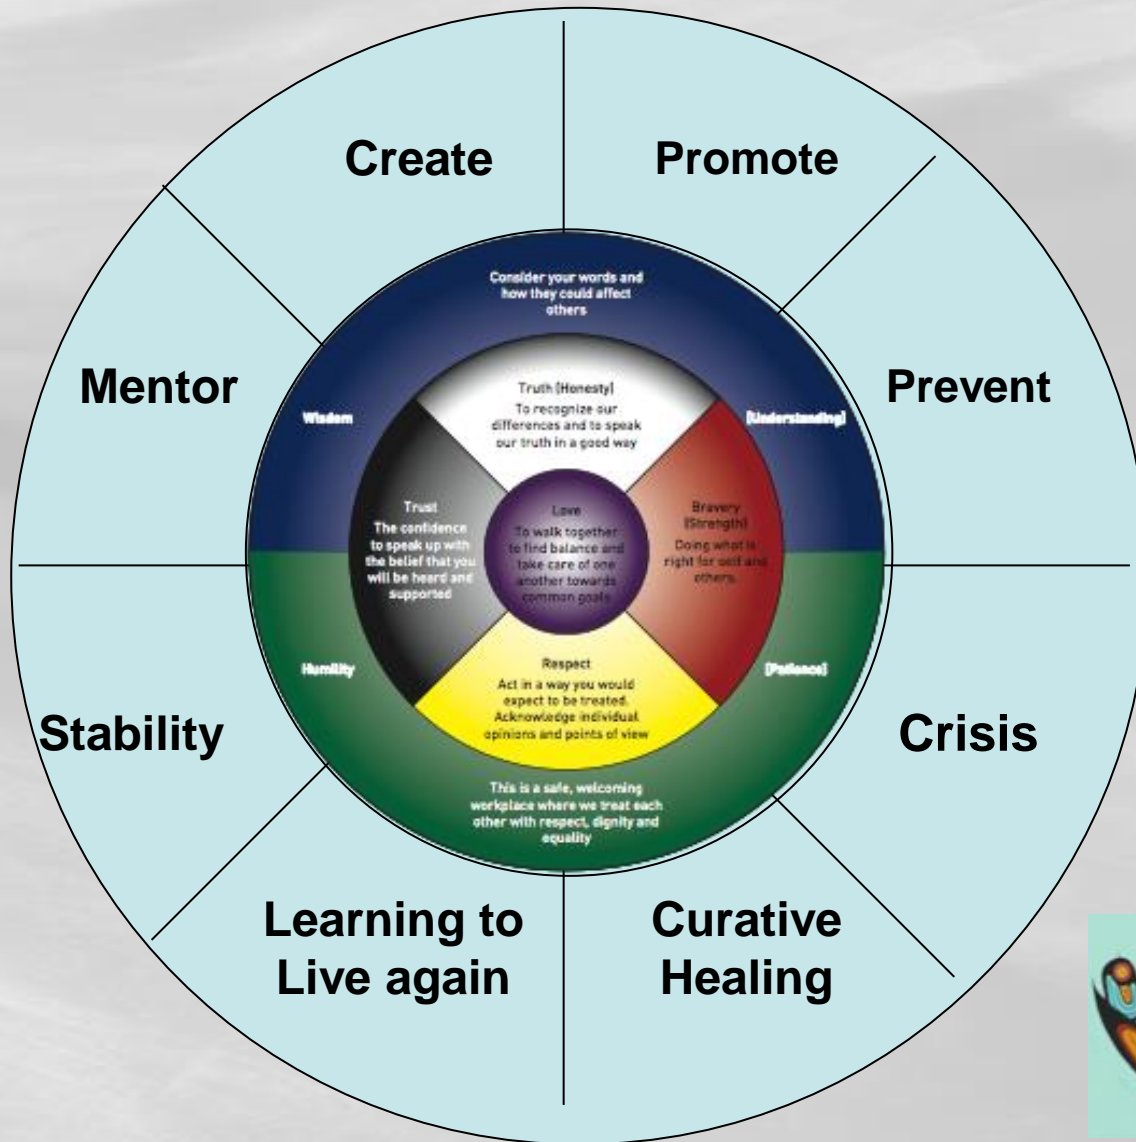 Create
Promote
Mentor
Prevent
Stability
Crisis
Learning to
Live again
Curative
Healing
Consider your words and
how they could affect
others
Wisdom
(Understanding)
Truth (Honesty)
To recognize our
differences and to speak
our truth in a good way
Trust
The confidence
to speak up with
the belief that you
will be heard and
supported
Love
To walk together
to find balance and
take care of one
another towards
common goals
Bravery
(Strength)
Doing what is
right for self and
others.
Respect
Act in a way you would
expect to be treated.
Acknowledge individual
opinions and points of view
Humility
(Patience)
This is a safe, welcoming
workplace where we treat each
other with respect, dignity and
equality